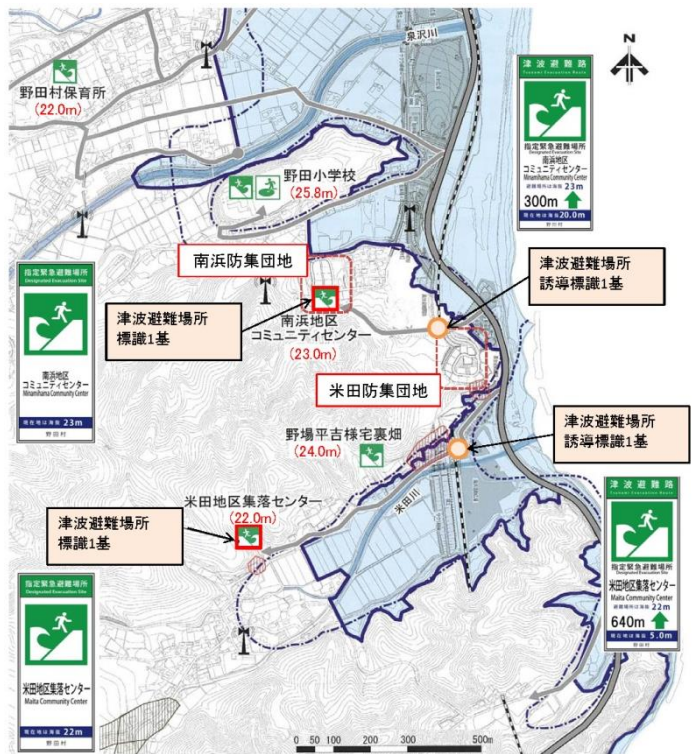 泉沢川
N
野田村保育所
(22.0m)
野田小学校
(25.8m)
津波避難路
Tsunami Evacuation Route
指定緊急避難場所
Designated Evacuation Site
南浜地区
コミュニティセンター
Minamihama Community Center
避難場所は海抜 23m
300m
現在地は海抜20.0m
野田村
南浜防集団地
津波避難場所
誘導標識1基
津波避難場所
標識1基
南浜地区
コミュニティセンター
(23.0m)
指定緊急避難場所
Designated Evacuation Site
南浜地区
コミュニティセンター
Minamihama Community Center
現在地は海抜 23m
野田村
米田防集団地
野場平吉様宅裏畑
(24.0m)
津波避難場所
誘導標識1基
米田地区集落センター
(22.0m)
米田川
津波避難場所
標識1基
津波避難路
Tsunami Evacuation Route
指定緊急避難場所
Designated Evacuation Site
米田地区集落センター
Maita Community Center
避難場所は海抜 22m
640m
現在地は海抜 5.0m
野田村
指定緊急避難場所
Designated Evacuation Site
米田地区集落センター
Maita Community Center
現在地は海抜 22m
野田村
0 50 100 200 300 500m